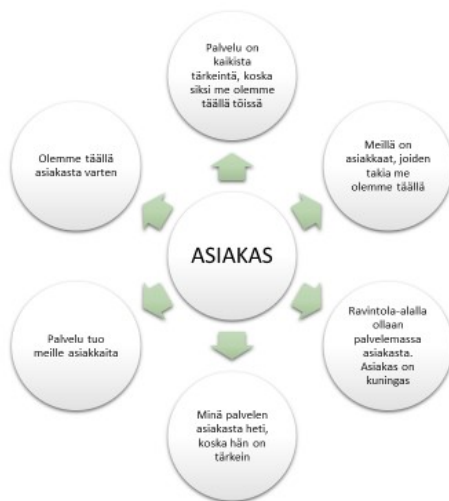 Palvelu on
kaikista
tärkeintä, koska
siksi me olemme
täällä töissä
Olemme täällä
asiakasta varten
Meillä on
asiakkaat, joiden
takia me
olemme täällä
ASIAKAS
Palvelu tuo
meille asiakkaita
Ravintola-alalla
ollaan
palvelemassa
asiakasta.
Asiakas on
kuningas
Minä palvelen
asiakasta heti,
koska hän on
tärkein